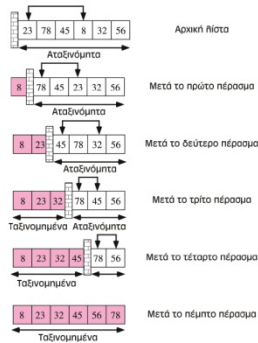 23 78 45 8 32 56 Αρχική λίστα
Αταξινόμητα
8 78 45 23 32 56 Μετά το πρώτο πέρασμα
Αταξινόμητα
8 23 45 78 32 56 Μετά το δεύτερο πέρασμα
Αταξινόμητα
8 23 32 78 45 56 Μετά το τρίτο πέρασμα
Ταξινομημένα Αταξινόμητα
8 23 32 45 78 56 Μετά το τέταρτο πέρασμα
Ταξινομημένα
8 23 32 45 56 78 Μετά το πέμπτο πέρασμα
Ταξινομημένα